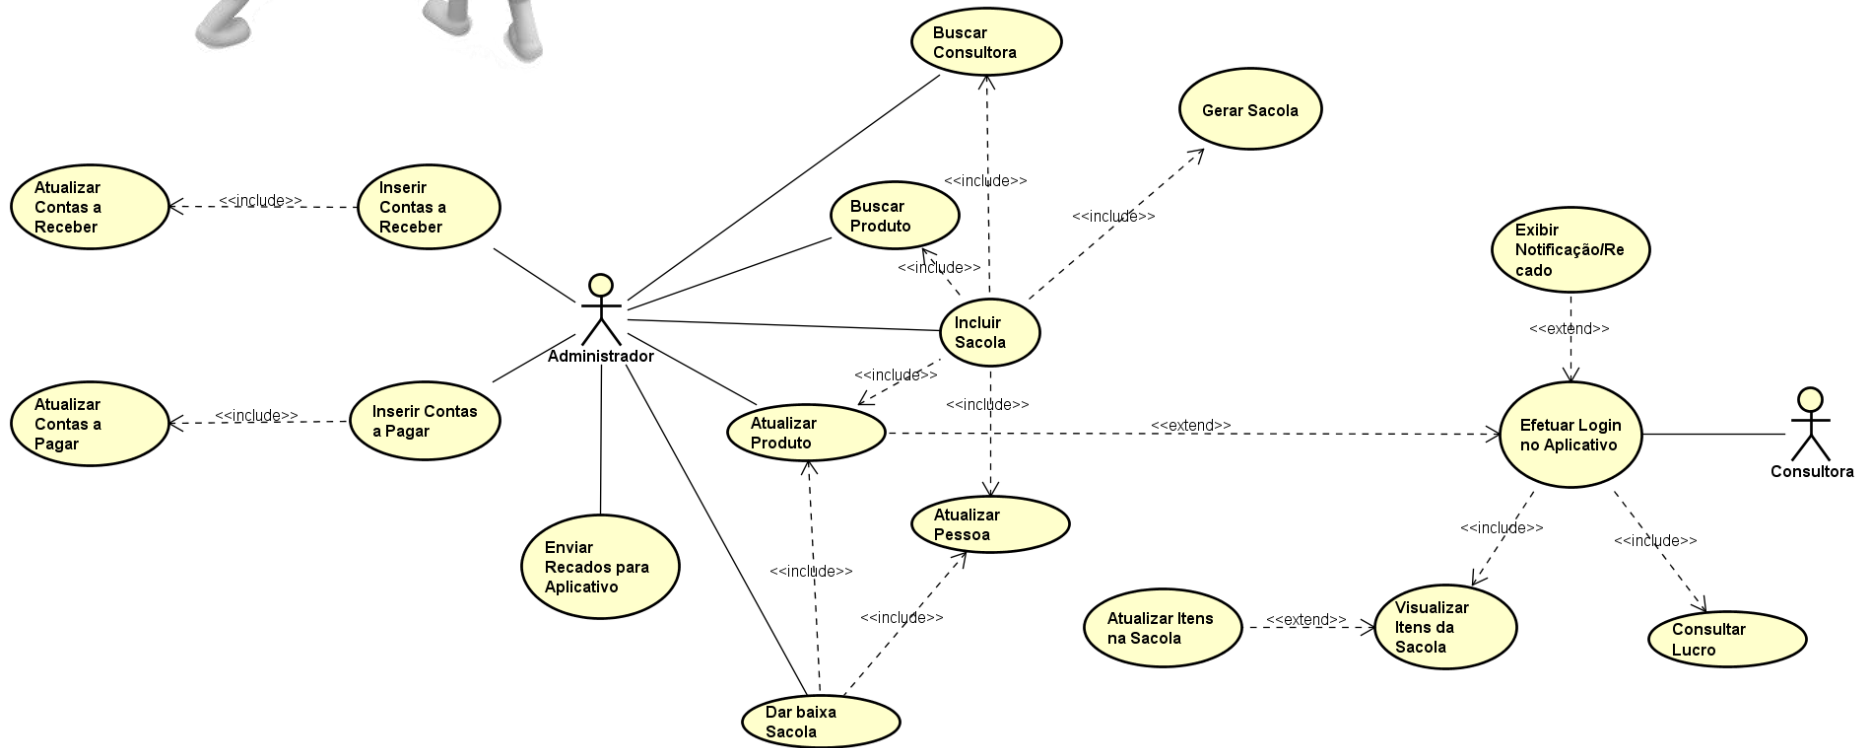 Buscar
Consultora
Gerar Sacola
Atualizar
Contas a
Receber
<<include>>
Inserir
Contas a
Receber
Buscar
Produto
<<include>>
<<include>>
<<include>>
<<include>>
Exibir
Notificação/Re
cado
<<extend>>
Administrador
Incluir
Sacola
<<include>>
<<include>>
Atualizar
Contas a
Pagar
<<include>>
Inserir Contas
a Pagar
Atualizar
Produto
<<extend>>
Efetuar Login
no Aplicativo
Consultora
Atualizar
Pessoa
<<include>>
<<include>>
Enviar
Recados para
Aplicativo
<<include>>
<<include>>
Atualizar Itens
na Sacola
<<extend>>
Visualizar
Itens da
Sacola
Consultar
Lucro
Dar baixa
Sacola